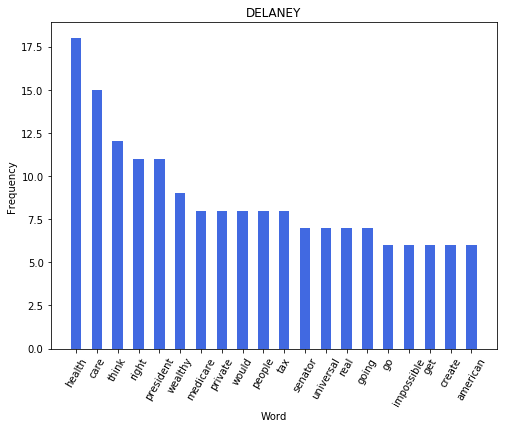 DELANEY
17.5
15.0
12.5
10.0
7.5
5.0
2.5
0.0
Frequency
health
care
think
right
president
wealthy
medicare
private
would
people
tax
senator
universal
real
going
go
impossible
get
create
american
Word